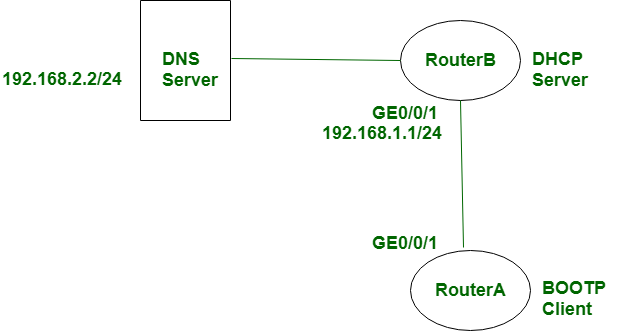 DNS
Server
192.168.2.2/24
RouterB
DHCP
Server
GE0/0/1
192.168.1.1/24
GE0/0/1
RouterA
BOOTP
Client